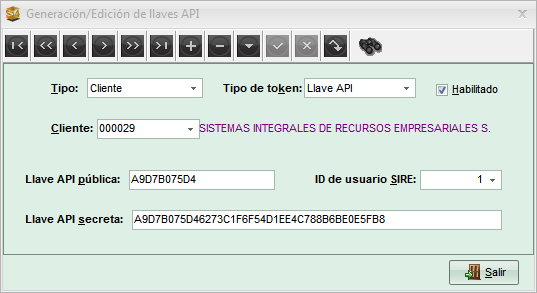 Generación/Edición de llaves API
Tipo: Cliente Tipo de token: Llave API Habilitado
Cliente: 000029 SISTEMAS INTEGRALES DE RECURSOS EMPRESARIALES S.
Llave API pública: A9D7B075D4 ID de usuario SIRE: 1
Llave API secreta: A9D7B075D46273C1F6F54D1EE4C788B6BE0E5FB8
Salir